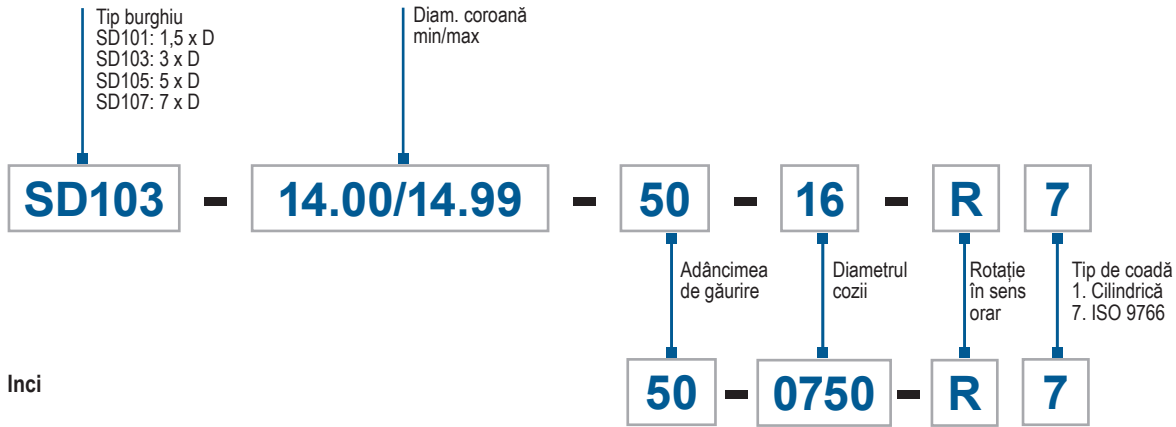 Tip burghiu
SD101: 1,5 x D
SD103: 3 x D
SD105: 5 x D
SD107: 7 x D
Diam. coroană
min/max
SD103 - 14.00/14.99 - 50 - 16 - R 7
Adâncimea
de găurire
Diametrul
cozii
Rotație
în sens
orar
Tip de coadă
1. Cilindrică
7. ISO 9766
Inci
50 - 0750 - R 7